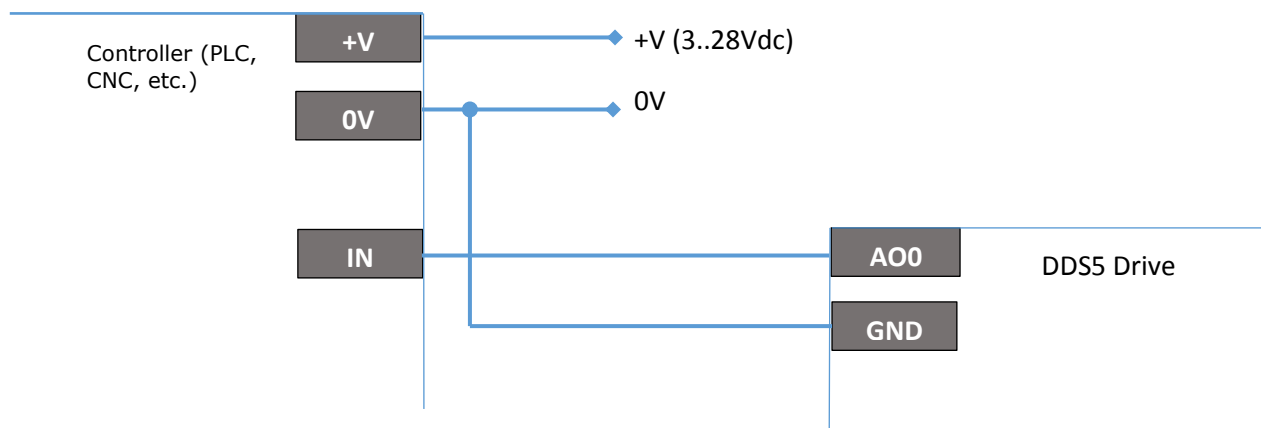 Controller (PLC,
CNC, etc.)
+V
+V (3..28Vdc)
0V
0V
IN
AO0
DDS5 Drive
GND